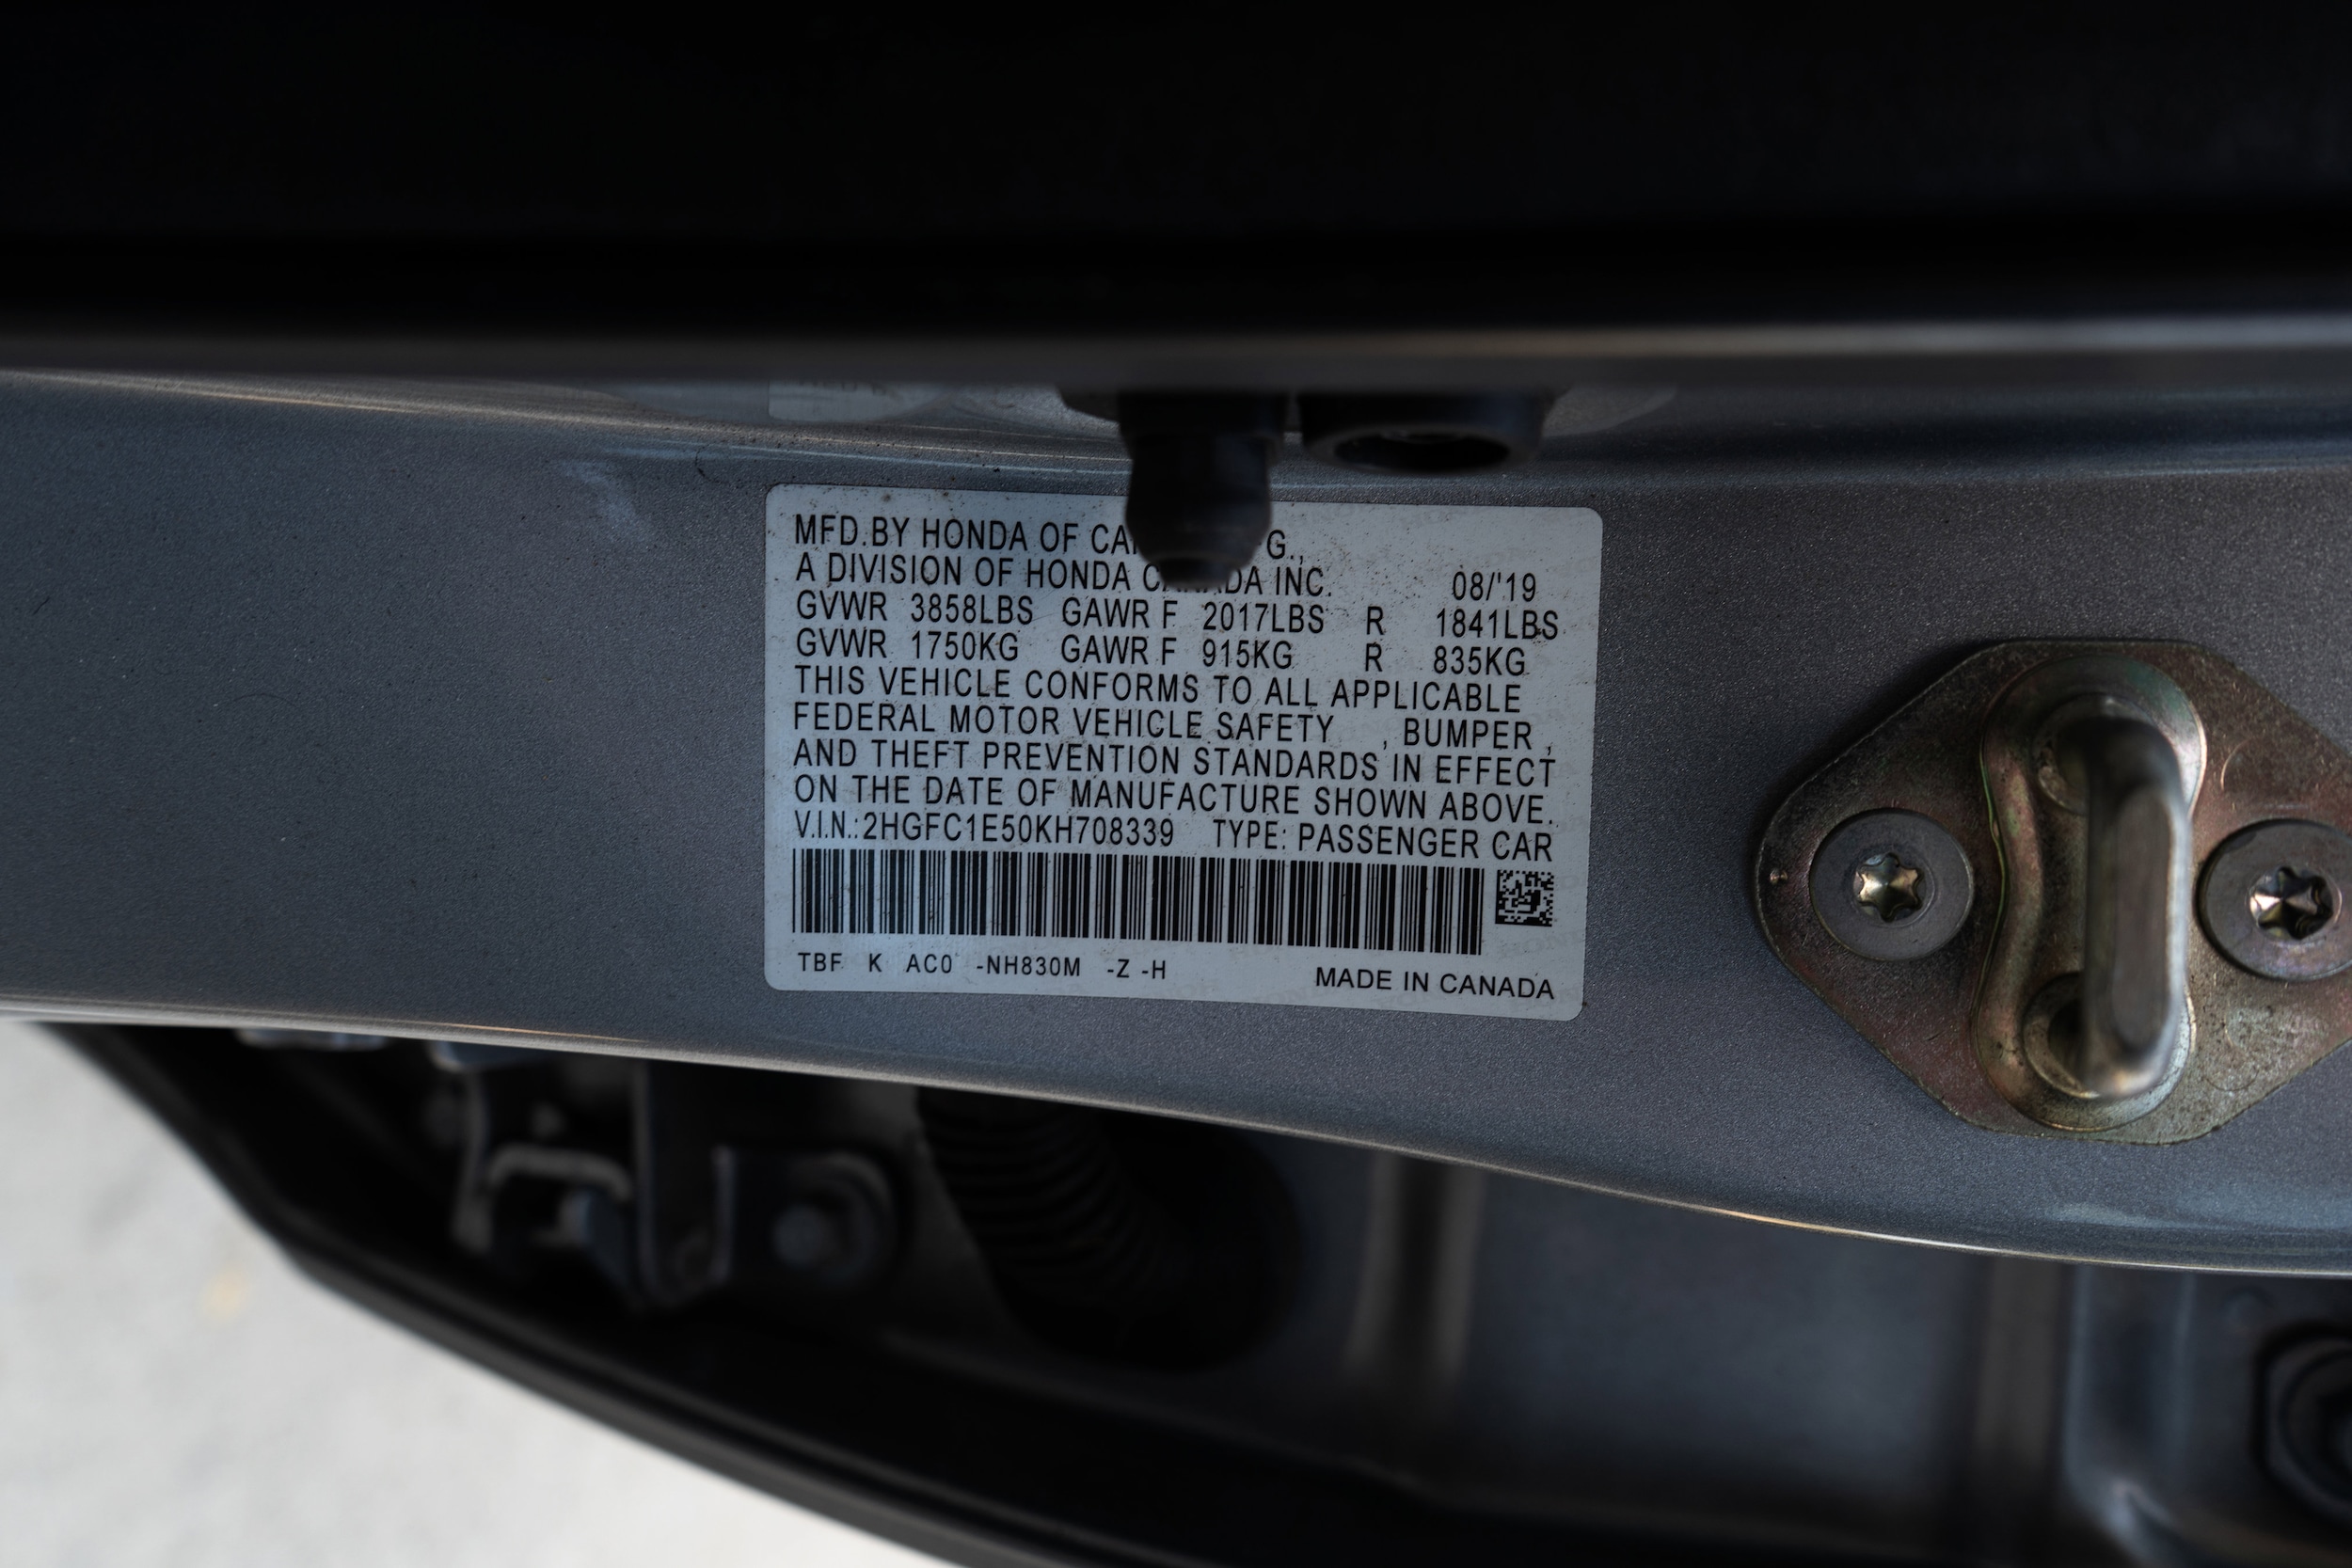 MFD.BY HONDA OF G.,
A DIVISION OF HONDA CANADA INC. 08/'19
GVWR 3858LBS GAWR F 2017LBS R 1841LBS
GVWR 1750KG GAWR F 915KG R 835KG
THIS VEHICLE CONFORMS TO ALL APPLICABLE
FEDERAL MOTOR VEHICLE SAFETY , BUMPER ,
AND THEFT PREVENTION STANDARDS IN EFFECT
ON THE DATE OF MANUFACTURE SHOWN ABOVE.
V.I.N.: 2HGFC1E50KH708339 TYPE: PASSENGER CAR
TBF K AC0 -NH830M -Z -H MADE IN CANADA